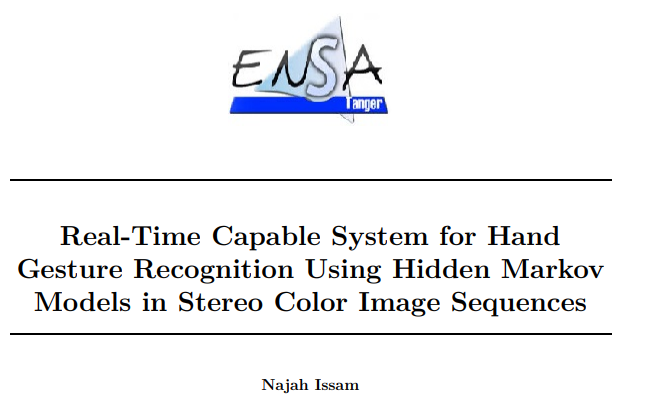 ENSA
Tanger
Real-Time Capable System for Hand
Gesture Recognition Using Hidden Markov
Models in Stereo Color Image Sequences
Najah Issam